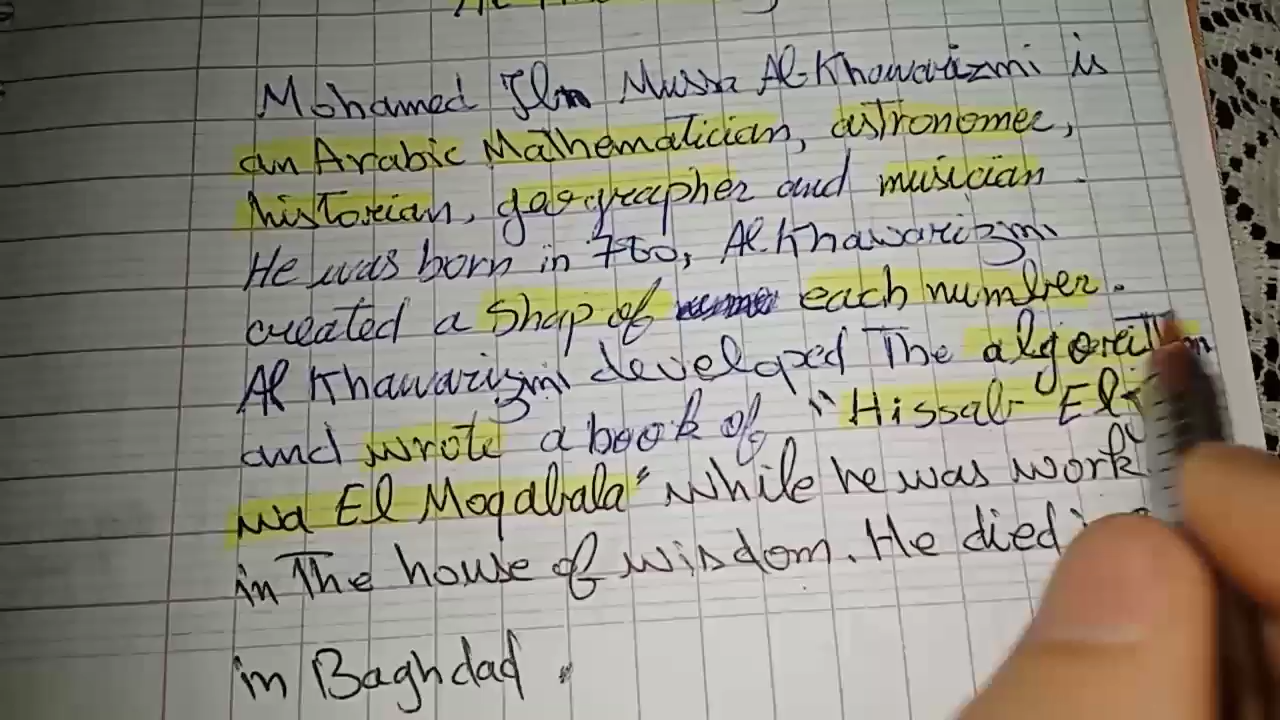 Mohamed Ibn Mussa Al-Khawarizmi is
an Arabic Mathematician, astronomer,
historian, geographer and musician.
He was born in 780, Al Khawarizmi
created a shap of each number.
Al Khawarizmi developed the algorithm
and wrote a book of "Hissab El
wa El Moqabala" while he was work
in the house of wisdom. He died
in Baghdad.